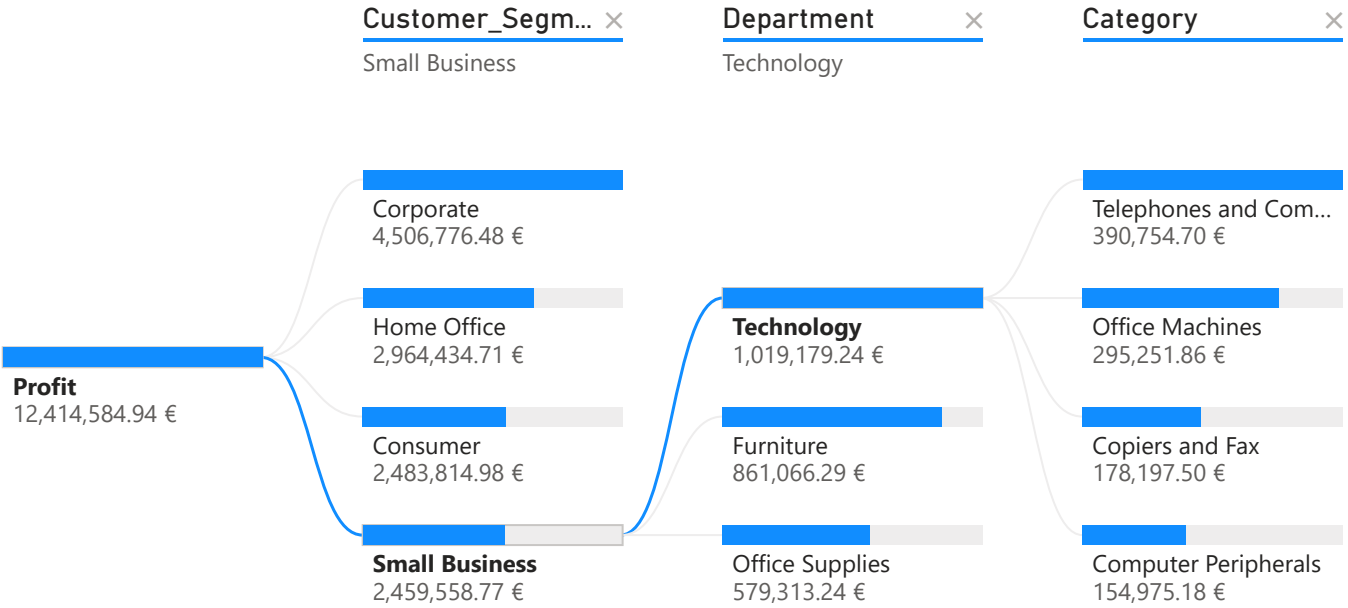 Customer_Segm... ×
Department ×
Category ×
Small Business
Technology
Corporate
4,506,776.48 €
Telephones and Com...
390,754.70 €
Home Office
2,964,434.71 €
Technology
1,019,179.24 €
Office Machines
295,251.86 €
Profit
12,414,584.94 €
Consumer
2,483,814.98 €
Furniture
861,066.29 €
Copiers and Fax
178,197.50 €
Small Business
2,459,558.77 €
Office Supplies
579,313.24 €
Computer Peripherals
154,975.18 €